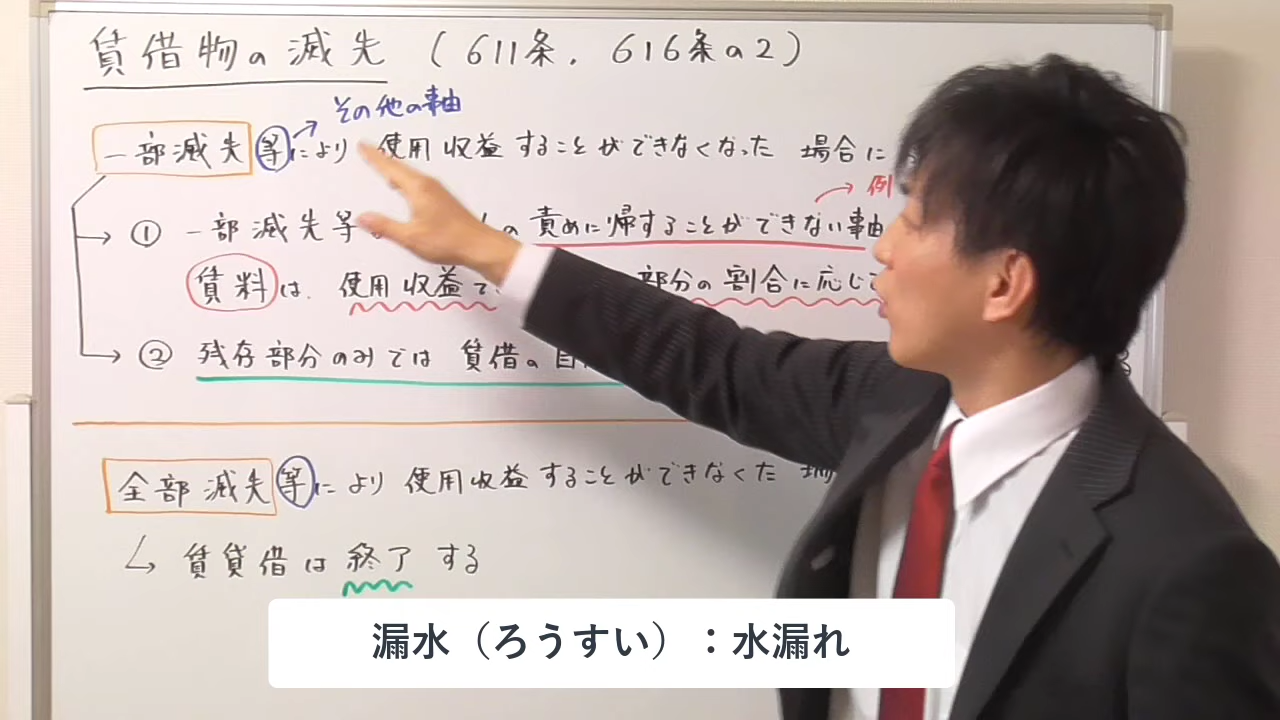 賃借物の滅失（611条，616条の2）
その他の事由
一部滅失等により 使用収益することができなくなった 場合に
例
① 一部滅失等 の 責めに帰することができない事由
賃料は、使用収益で 部分の割合に応じて
② 残存部分のみでは 賃借の目
全部滅失等により 使用収益することができなくた 場
↳ 賃貸借は 終了 する
漏水（ろうすい）：水漏れ